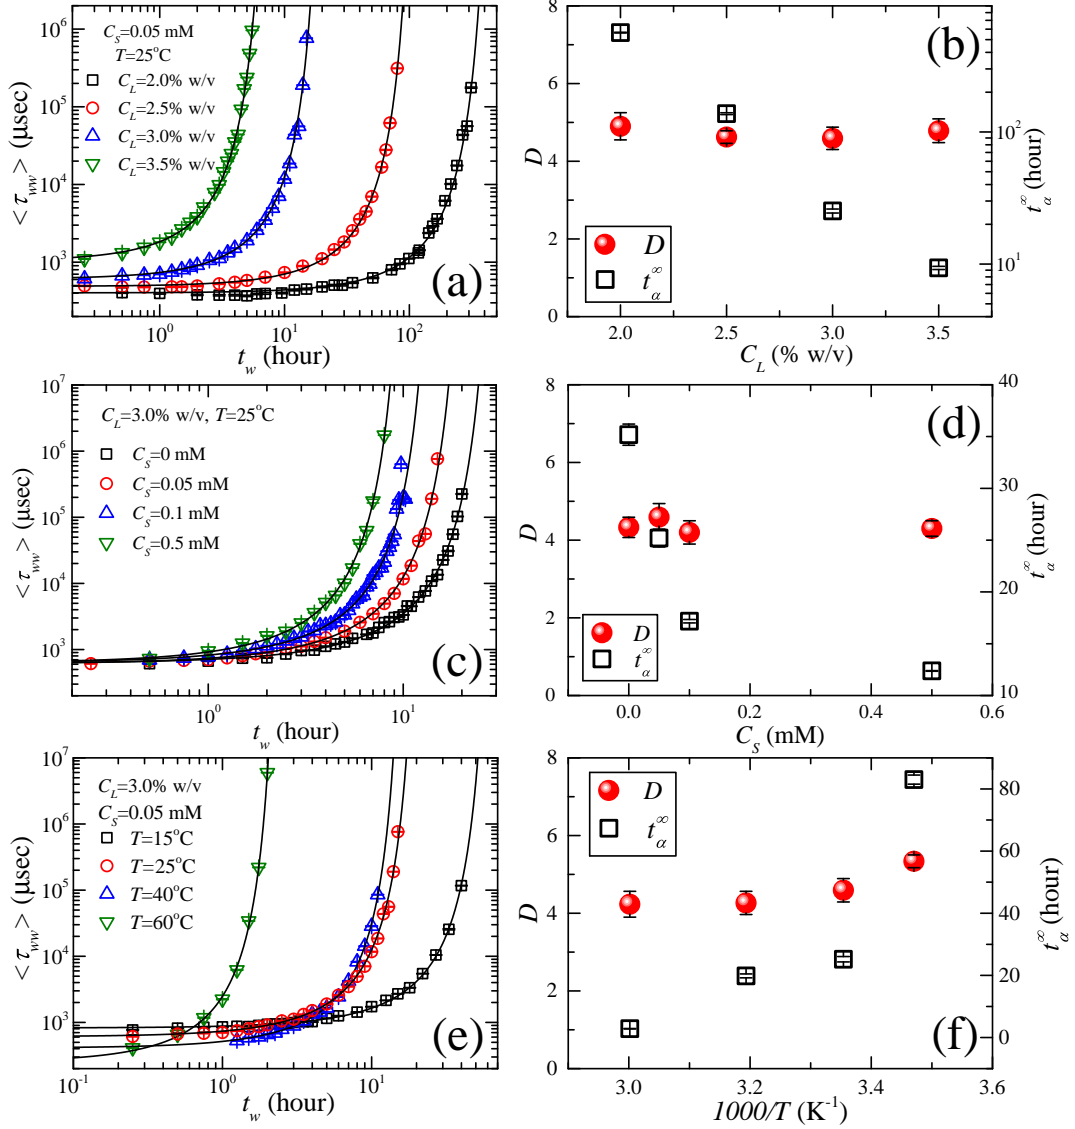 10^6
10^5
10^4
10^3
C_S=0.05 mM
T=25°C
C_L=2.0% w/v
C_L=2.5% w/v
C_L=3.0% w/v
C_L=3.5% w/v
(a)
< τ_ww > (μsec)
10^0 10^1 10^2
t_w (hour)
8
6
4
2
0
D
(b)
D
t_α^∞
10^2
10^1
t_α^∞ (hour)
2.0 2.5 3.0 3.5
C_L (% w/v)
10^7
10^6
10^5
10^4
10^3
C_L=3.0% w/v, T=25°C
C_S=0 mM
C_S=0.05 mM
C_S=0.1 mM
C_S=0.5 mM
(c)
< τ_ww > (μsec)
10^0 10^1
t_w (hour)
8
6
4
2
0
D
(d)
D
t_α^∞
40
30
20
10
t_α^∞ (hour)
0.0 0.2 0.4 0.6
C_S (mM)
10^7
10^6
10^5
10^4
10^3
C_L=3.0% w/v
C_S=0.05 mM
T=15°C
T=25°C
T=40°C
T=60°C
(e)
< τ_ww > (μsec)
10^-1 10^0 10^1
t_w (hour)
8
6
4
2
0
D
D
t_α^∞
(f)
80
60
40
20
0
t_α^∞ (hour)
3.0 3.2 3.4 3.6
1000/T (K^-1)